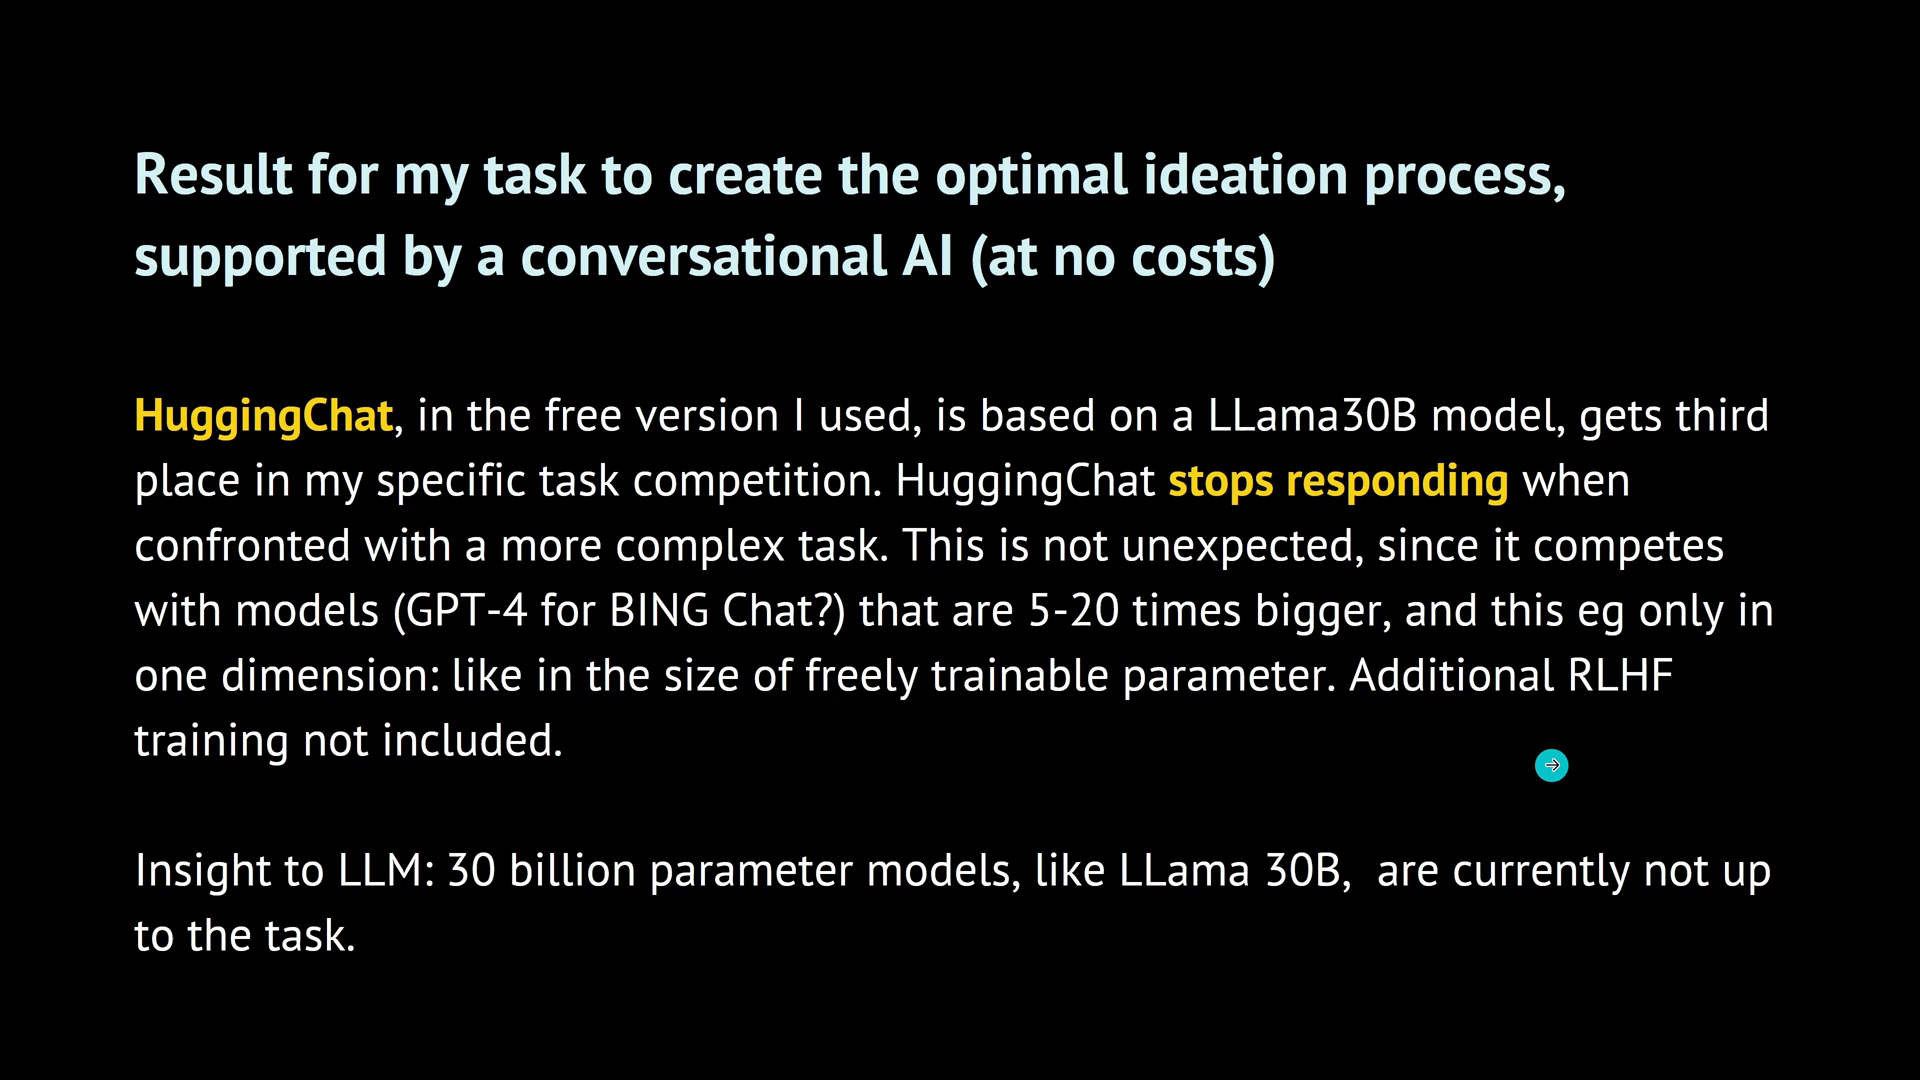 Result for my task to create the optimal ideation process,
supported by a conversational AI (at no costs)
HuggingChat, in the free version I used, is based on a LLama30B model, gets third
place in my specific task competition. HuggingChat stops responding when
confronted with a more complex task. This is not unexpected, since it competes
with models (GPT-4 for BING Chat?) that are 5-20 times bigger, and this eg only in
one dimension: like in the size of freely trainable parameter. Additional RLHF
training not included.
Insight to LLM: 30 billion parameter models, like LLama 30B,  are currently not up
to the task.